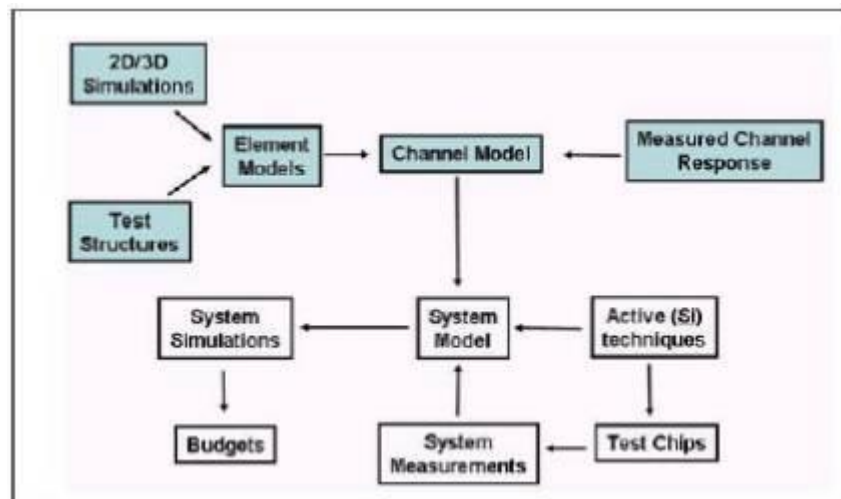 2D/3D
Simulations
Element
Models
Channel Model
Measured Channel
Response
Test
Structures
System
Simulations
System
Model
Active (Si)
techniques
Budgets
System
Measurements
Test Chips